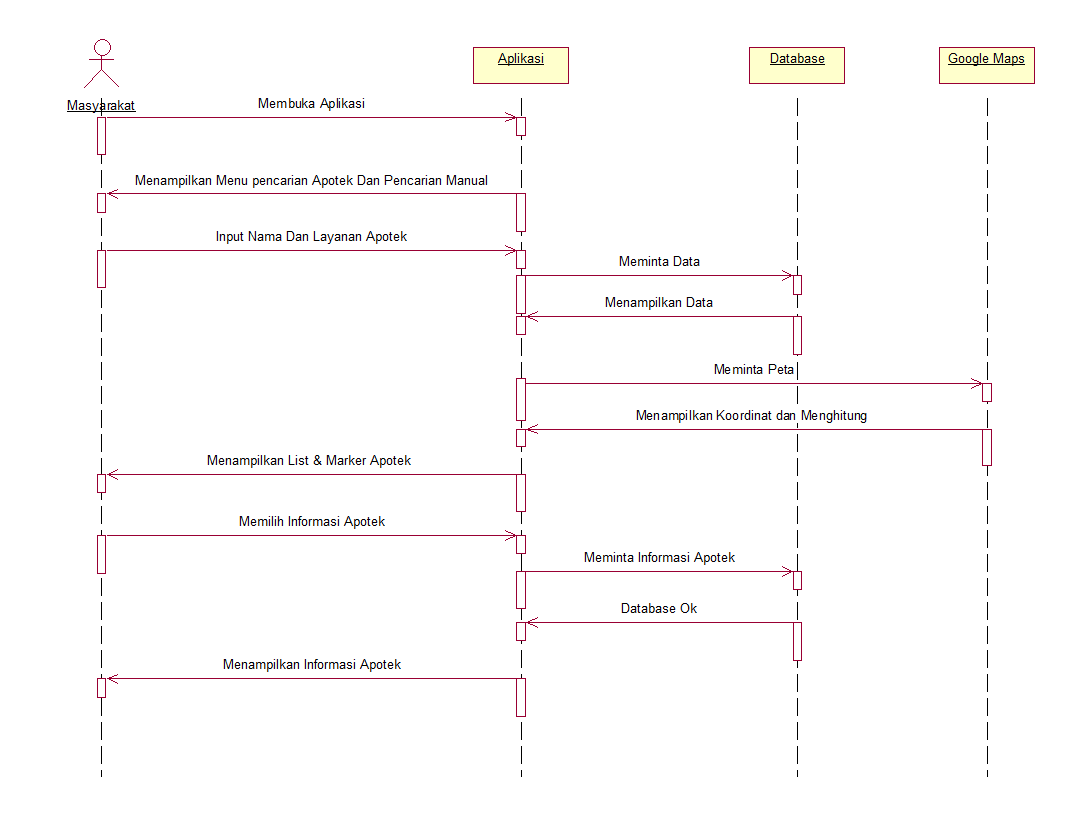 Masyarakat
Aplikasi
Database
Google Maps
Membuka Aplikasi
Menampilkan Menu pencarian Apotek Dan Pencarian Manual
Input Nama Dan Layanan Apotek
Meminta Data
Menampilkan Data
Meminta Peta
Menampilkan Koordinat dan Menghitung
Menampilkan List & Marker Apotek
Memilih Informasi Apotek
Meminta Informasi Apotek
Database Ok
Menampilkan Informasi Apotek